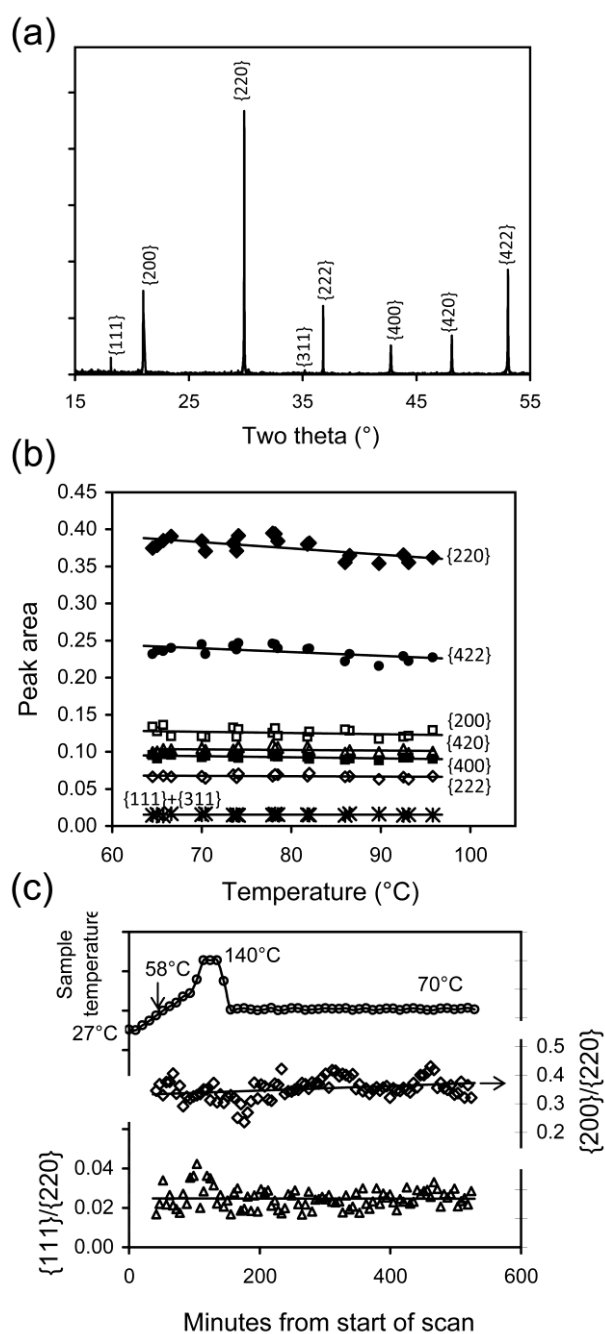 (a)
{111}
{200}
{220}
{311}
{222}
{400}
{420}
{422}
15 25 35 45 55
Two theta (°)
(b)
0.45
0.40
0.35
0.30
0.25
0.20
0.15
0.10
0.05
0.00
Peak area
{220}
{422}
{200}
{420}
{400}
{222}
{111}+{311}
60 70 80 90 100
Temperature (°C)
(c)
Sample
temperature
27°C
58°C
140°C
70°C
0.5
0.4
0.3
0.2
{200}/{220}
0.04
0.02
0.00
{111}/{220}
0 200 400 600
Minutes from start of scan